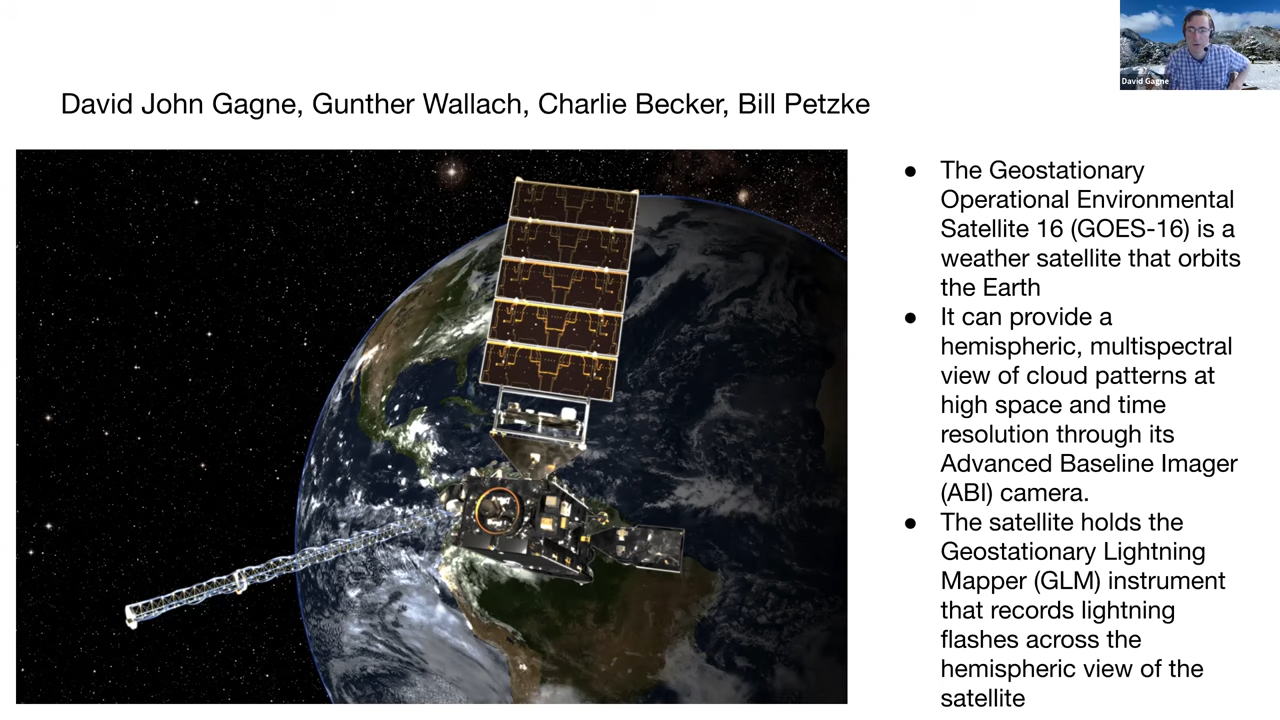 David Gagne
David John Gagne, Gunther Wallach, Charlie Becker, Bill Petzke
● The Geostationary
Operational Environmental
Satellite 16 (GOES-16) is a
weather satellite that orbits
the Earth
● It can provide a
hemispheric, multispectral
view of cloud patterns at
high space and time
resolution through its
Advanced Baseline Imager
(ABI) camera.
● The satellite holds the
Geostationary Lightning
Mapper (GLM) instrument
that records lightning
flashes across the
hemispheric view of the
satellite